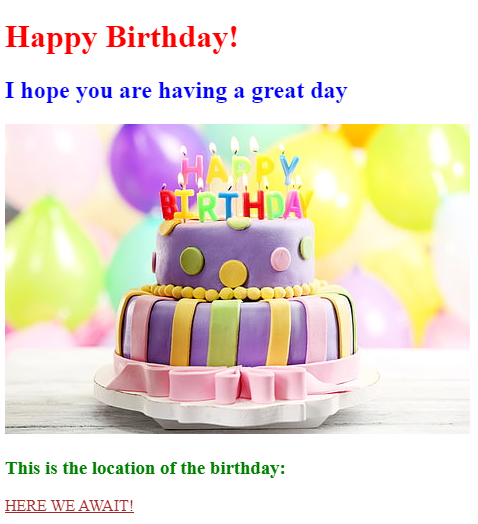 Happy Birthday!
I hope you are having a great day
HAPPY
BIRTHDAY
This is the location of the birthday:
HERE WE AWAIT!